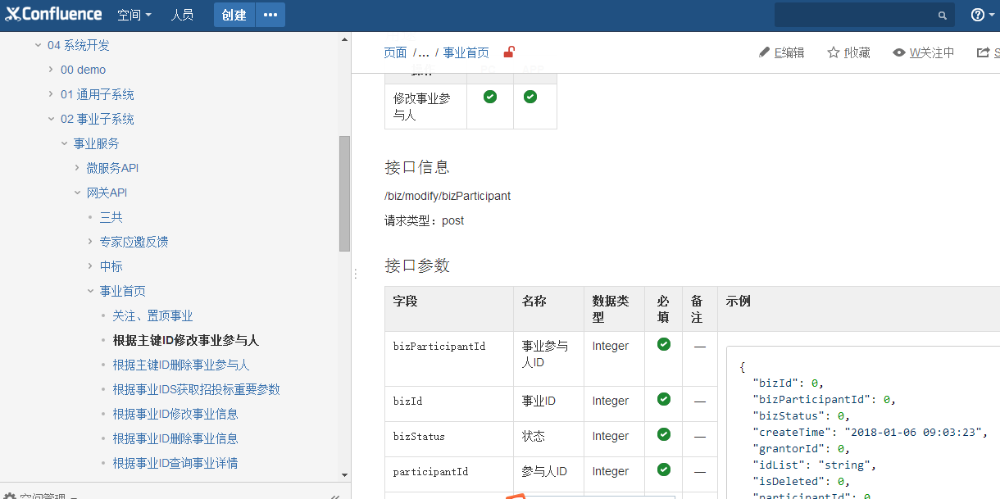 Confluence 空间 人员 创建 •••
04 系统开发
00 demo
01 通用子系统
02 事业子系统
事业服务
微服务API
网关API
三共
专家应邀反馈
中标
事业首页
关注、置顶事业
根据主键ID修改事业参与人
根据主键ID删除事业参与人
根据事业IDS获取招投标重要参数
根据事业ID修改事业信息
根据事业ID删除事业信息
根据事业ID查询事业详情
空间管理
页面 /... / 事业首页
E编辑 f收藏 W关注中 S
修改事业参
与人
接口信息
/biz/modify/bizParticipant
请求类型：post
接口参数
字段 名称 数据类型 必填 备注 示例
bizParticipantId 事业参与人ID Integer —
bizId 事业ID Integer —
bizStatus 状态 Integer —
participantId 参与人ID Integer —
{
"bizId": 0,
"bizParticipantId": 0,
"bizStatus": 0,
"createTime": "2018-01-06 09:03:23",
"grantorId": 0,
"idList": "string",
"isDeleted": 0,
"participantId": 0